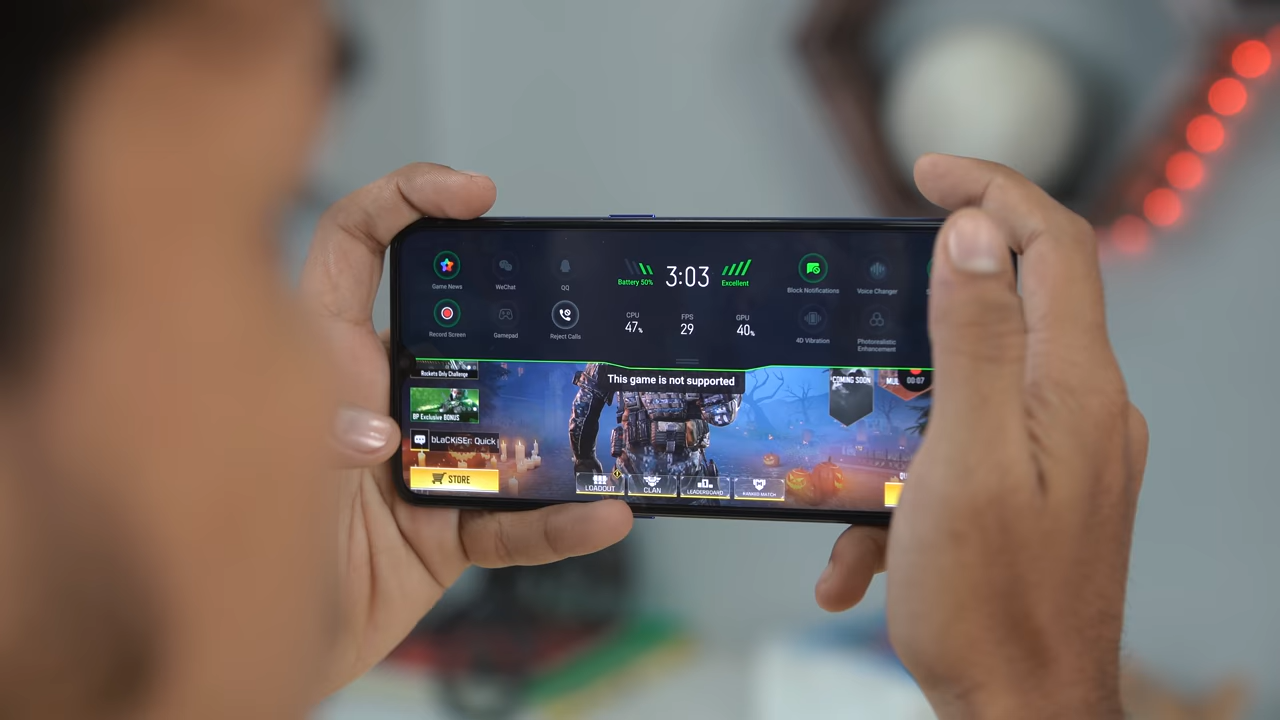 Game News
WeChat
QQ
Battery 50%
3:03
Excellent
Block Notifications
Voice Changer
Record Screen
Gamepad
Reject Calls
CPU
47%
FPS
29
GPU
40%
4D Vibration
Photorealistic
Enhancement
Rockets Only Challenge
This game is not supported
COMING SOON
00:07
BP Exclusive BONUS
bLaCKiSEr: Quick
STORE
LOADOUT
CLAN
LEADERBOARD
RANKED MATCH